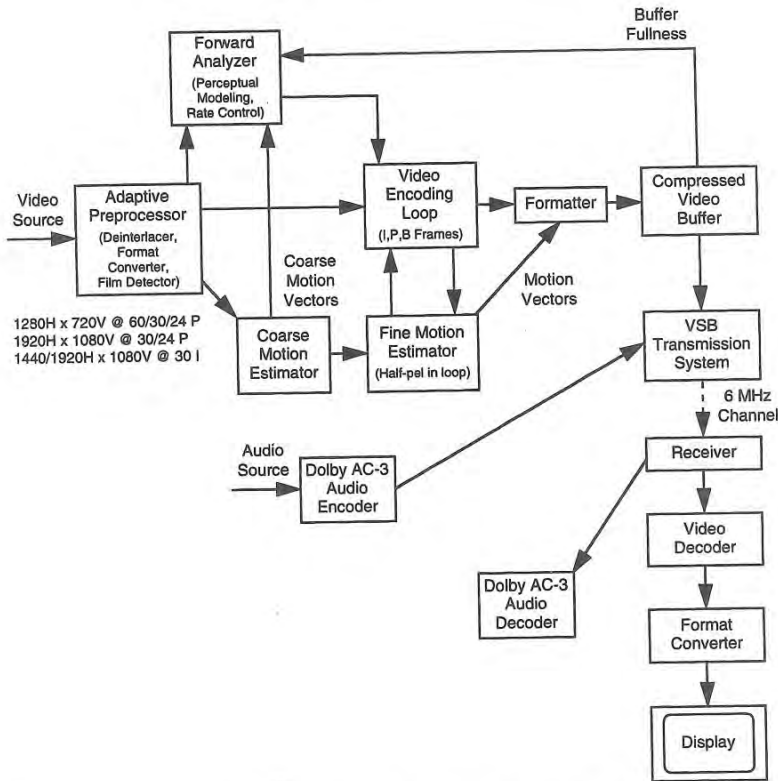 Buffer
Fullness
Forward
Analyzer
(Perceptual
Modeling,
Rate Control)
Video
Source
Adaptive
Preprocessor
(Deinterlacer,
Format
Converter,
Film Detector)
Video
Encoding
Loop
(I,P,B Frames)
Formatter
Compressed
Video
Buffer
Coarse
Motion
Vectors
Motion
Vectors
1280H x 720V @ 60/30/24 P
1920H x 1080V @ 30/24 P
1440/1920H x 1080V @ 30 I
Coarse
Motion
Estimator
Fine Motion
Estimator
(Half-pel in loop)
VSB
Transmission
System
6 MHz
Channel
Audio
Source
Dolby AC-3
Audio
Encoder
Receiver
Video
Decoder
Dolby AC-3
Audio
Decoder
Format
Converter
Display